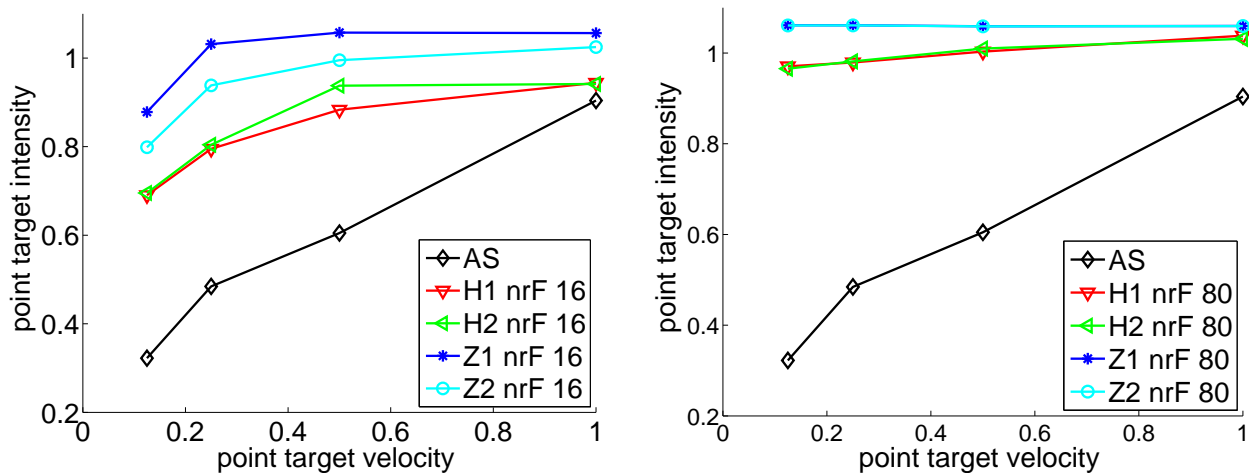 point target intensity
1
0.8
0.6
0.4
0.2
0
0.2
0.4
0.6
0.8
1
point target velocity
AS
H1 nrF 16
H2 nrF 16
Z1 nrF 16
Z2 nrF 16
point target intensity
1
0.8
0.6
0.4
0.2
0
0.2
0.4
0.6
0.8
1
point target velocity
AS
H1 nrF 80
H2 nrF 80
Z1 nrF 80
Z2 nrF 80